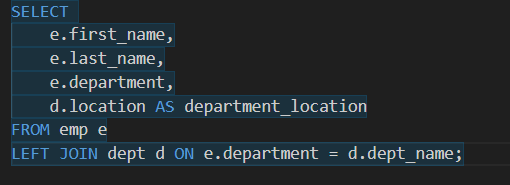 SELECT
    e.first_name,
    e.last_name,
    e.department,
    d.location AS department_location
FROM emp e
LEFT JOIN dept d ON e.department = d.dept_name;